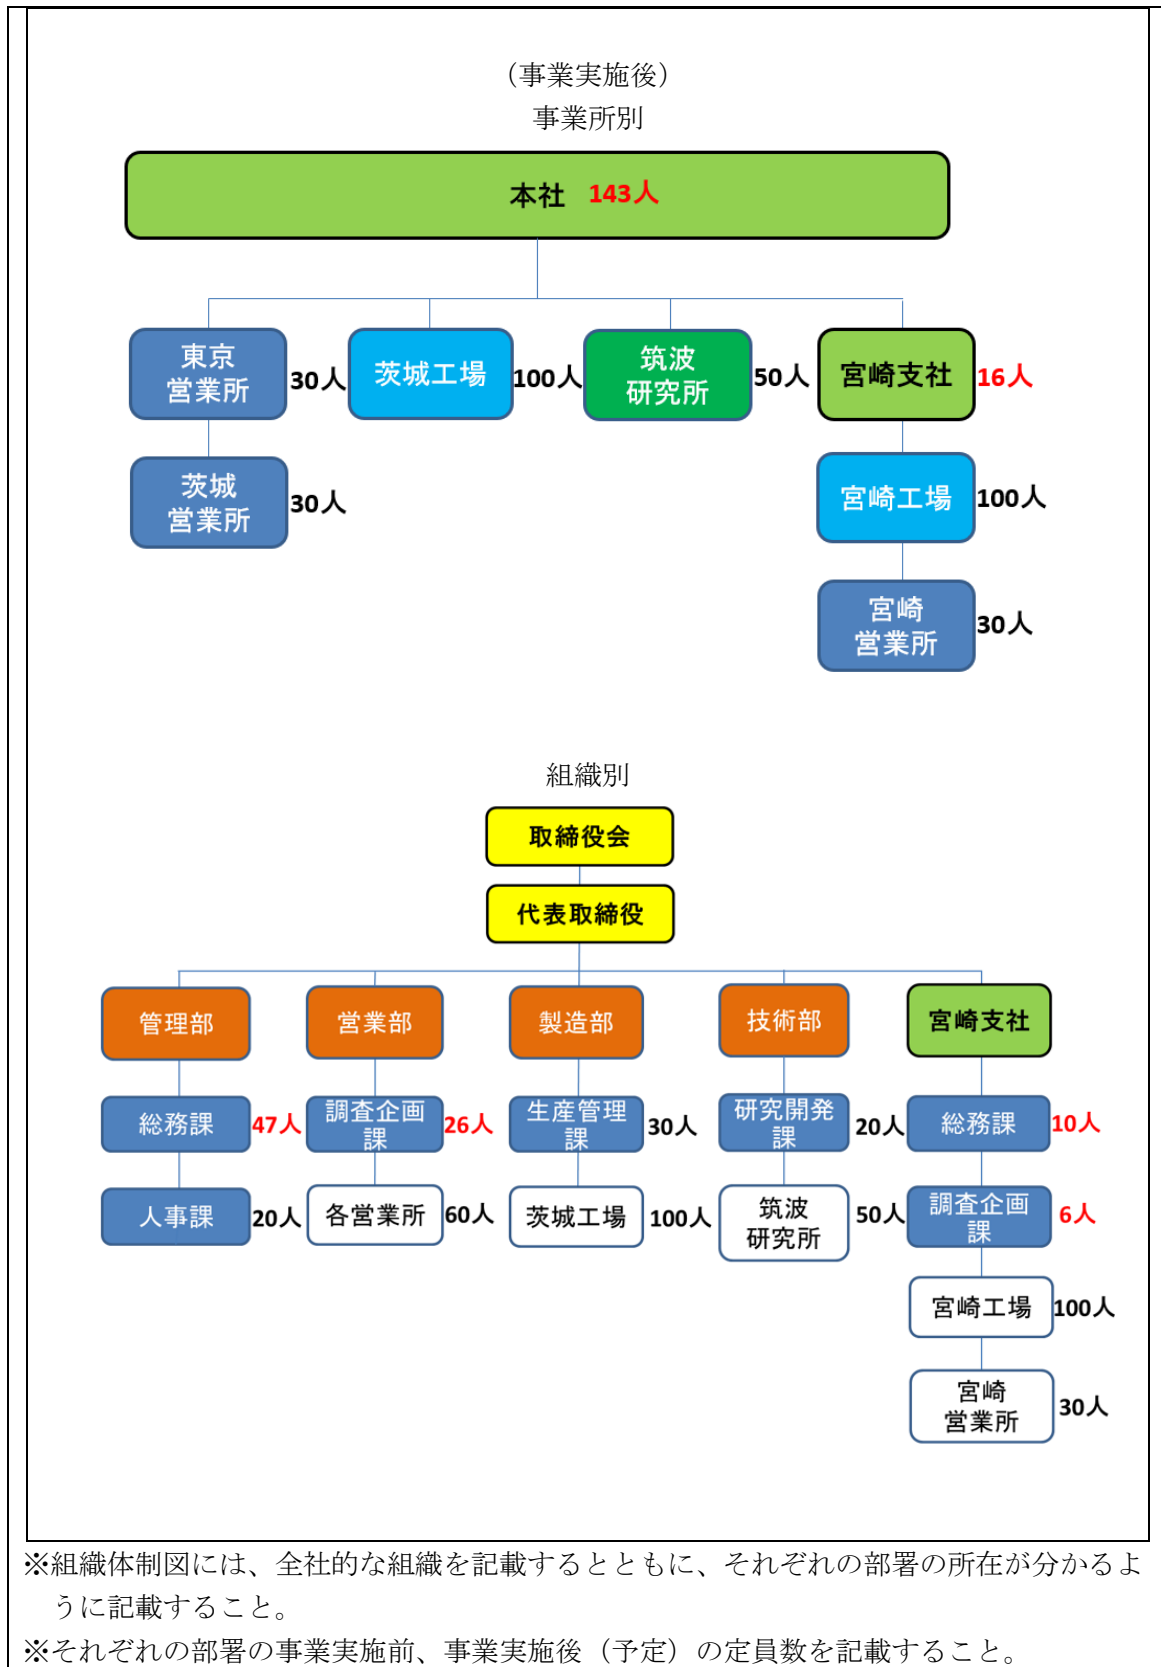 （事業実施後）
事業所別
本社 143人
東京
営業所
30人
茨城工場
100人
筑波
研究所
50人
宮崎支社
16人
茨城
営業所
30人
宮崎工場
100人
宮崎
営業所
30人
組織別
取締役会
代表取締役
管理部
営業部
製造部
技術部
宮崎支社
総務課
47人
調査企画
課
26人
生産管理
課
30人
研究開発
課
20人
総務課
10人
人事課
20人
各営業所
60人
茨城工場
100人
筑波
研究所
50人
調査企画
課
6人
宮崎工場
100人
宮崎
営業所
30人
※組織体制図には、全社的な組織を記載するとともに、それぞれの部署の所在が分かるよ
うに記載すること。
※それぞれの部署の事業実施前、事業実施後（予定）の定員数を記載すること。